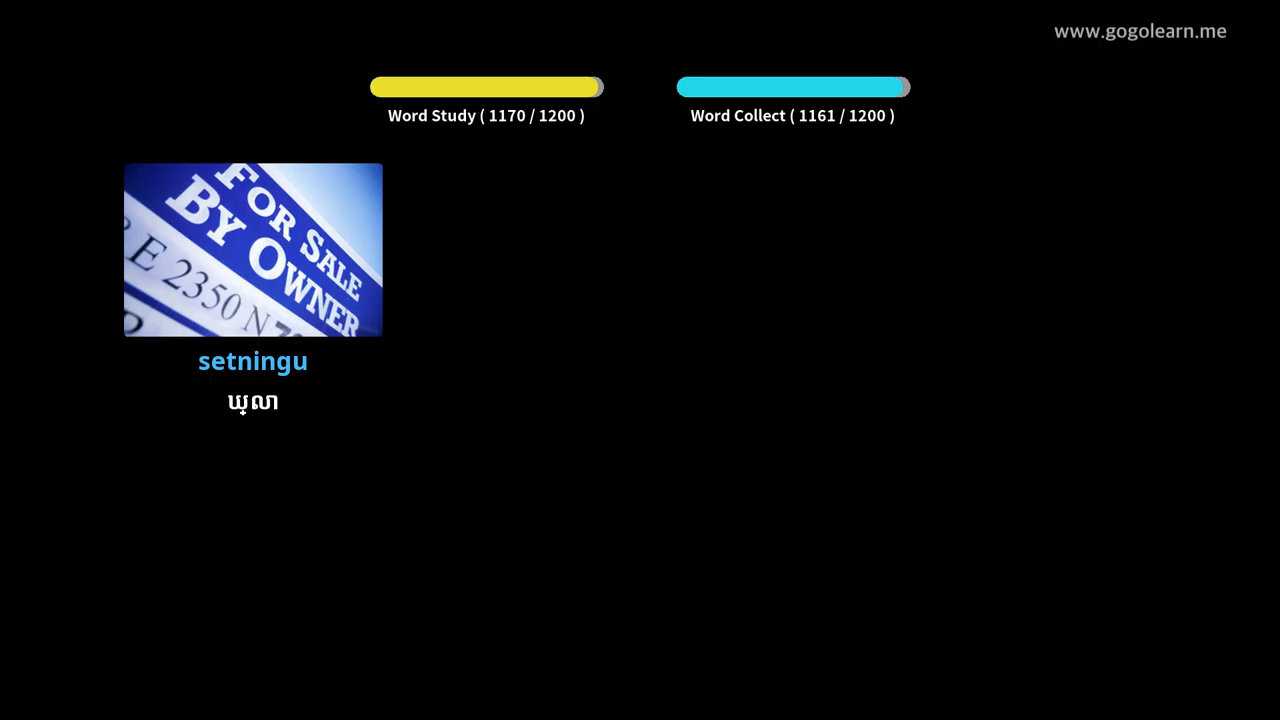 www.gogolearn.me
Word Study ( 1170 / 1200 )
Word Collect ( 1161 / 1200 )
FOR SALE
BY OWNER
E 2350 N
setningu
ឃ្លា